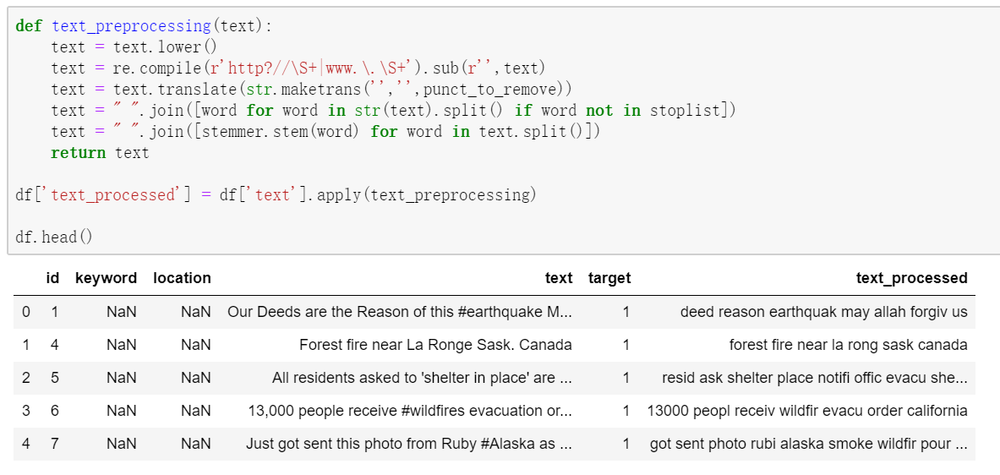 def text_preprocessing(text):
    text = text.lower()
    text = re.compile(r'http?//\S+|www.\.\S+').sub(r'',text)
    text = text.translate(str.maketrans('','',punct_to_remove))
    text = " ".join([word for word in str(text).split() if word not in stoplist])
    text = " ".join([stemmer.stem(word) for word in text.split()])
    return text
df['text_processed'] = df['text'].apply(text_preprocessing)
df.head()
id keyword location text target text_processed
0 1 NaN NaN Our Deeds are the Reason of this #earthquake M... 1 deed reason earthquak may allah forgiv us
1 4 NaN NaN Forest fire near La Ronge Sask. Canada 1 forest fire near la rong sask canada
2 5 NaN NaN All residents asked to 'shelter in place' are ... 1 resid ask shelter place notifi offic evacu she...
3 6 NaN NaN 13,000 people receive #wildfires evacuation or... 1 13000 peopl receiv wildfir evacu order california
4 7 NaN NaN Just got sent this photo from Ruby #Alaska as ... 1 got sent photo rubi alaska smoke wildfir pour ...